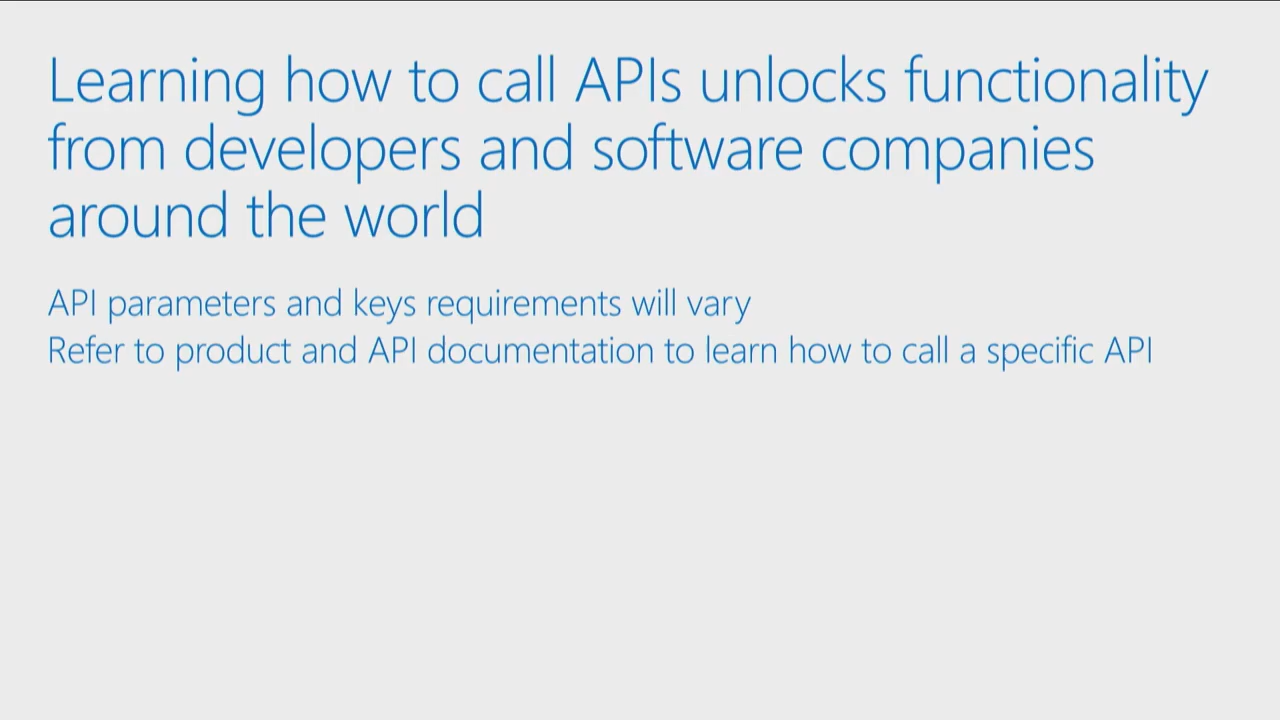 Learning how to call APIs unlocks functionality
from developers and software companies
around the world
API parameters and keys requirements will vary
Refer to product and API documentation to learn how to call a specific API